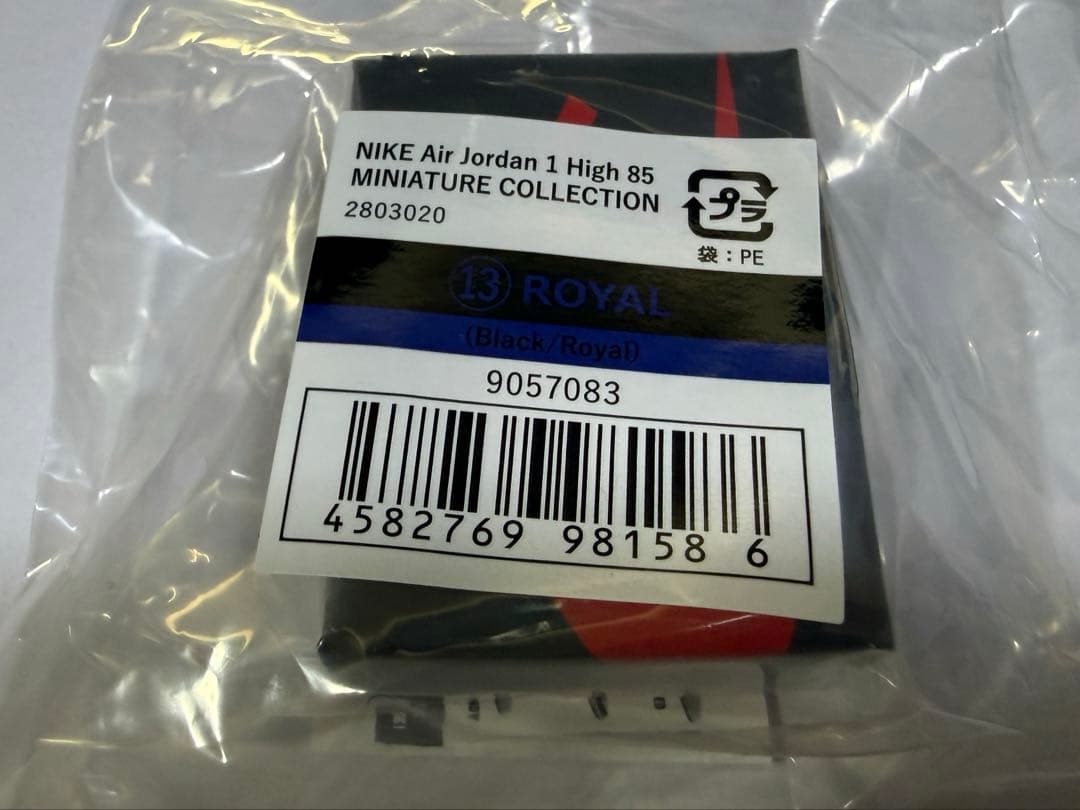 NIKE Air Jordan 1 High 85
MINIATURE COLLECTION
2803020
プラ
袋：PE
⑬ ROYAL
(Black/Royal)
9057083
4582769 98158 6